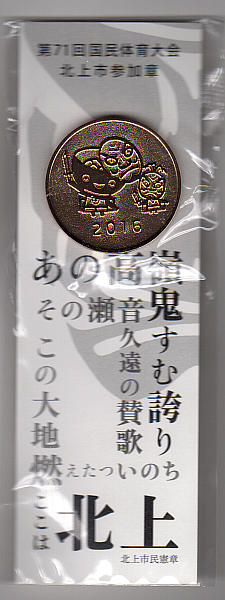 第71回国民体育大会
北上市参加章
2016
あの高嶺
鬼すむ誇り
その瀬音
久遠の賛歌
この大地
燃えたついのち
ここは
北上
北上市民憲章